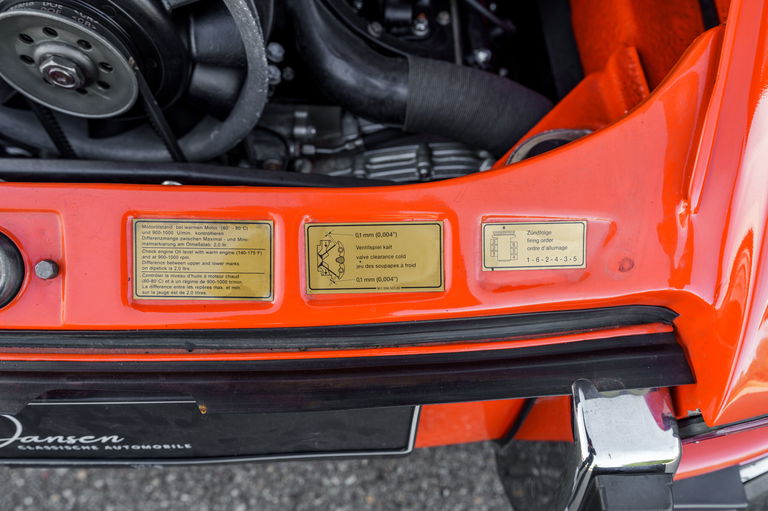 Motorölstand bei warmen Motor (60°-80°C)
und 900-1000 U/min. kontrollieren
Differenzmenge zwischen Maximal - und Mini-
malmarkierung am Ölmeßstab: 2,0 ltr.
Check engine Oil level with warm engine (140-175°F)
and at 900 rpm.
Difference between upper and lower marks
on dipstick is 2.0 litre.
Contrôler le niveau d'huile à moteur chaud
(60-80°C) et à un régime de 900-1000 tr/min.
La différence entre les repères max. et min.
sur la jauge est de 2,0 litres.
0,1 mm (0,004")
Ventilspiel kalt
valve clearance cold
jeu des soupapes à froid
0,1 mm (0,004")
Zündfolge
firing order
ordre d'allumage
1-6-2-4-3-5
Jansen
CLASSISCHE AUTOMOBILE